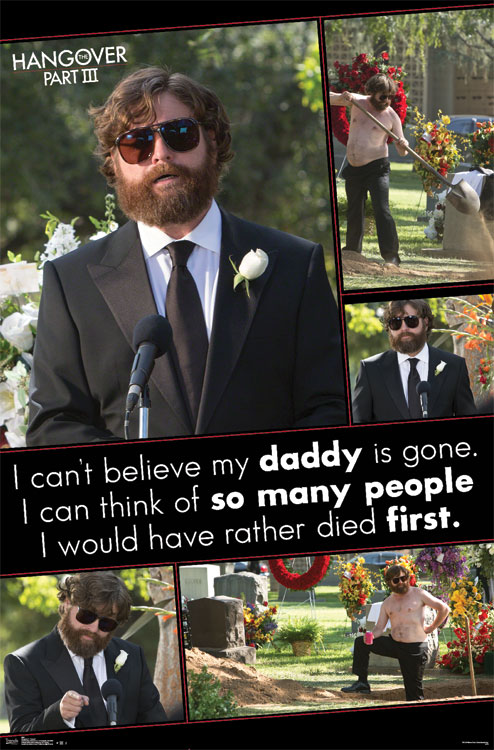 THE
HANGOVER
PART III
I can't believe my daddy is gone.
I can think of so many people
I would have rather died first.